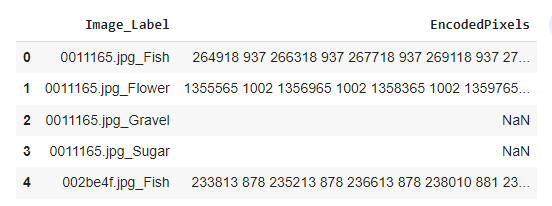 Image_Label EncodedPixels
0 0011165.jpg_Fish 264918 937 266318 937 267718 937 269118 937 27...
1 0011165.jpg_Flower 1355565 1002 1356965 1002 1358365 1002 1359765...
2 0011165.jpg_Gravel NaN
3 0011165.jpg_Sugar NaN
4 002be4f.jpg_Fish 233813 878 235213 878 236613 878 238010 881 23...